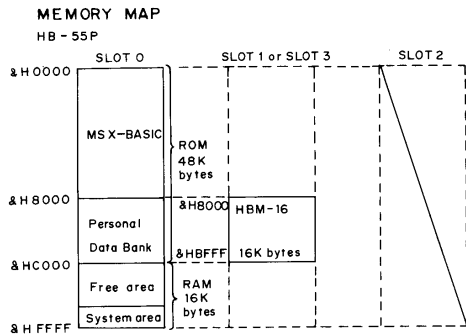 MEMORY MAP
HB-55P
SLOT 0 SLOT 1 or SLOT 3 SLOT 2
&H0000
MSX-BASIC
ROM
48K
bytes
&H8000 &H8000 HBM-16
Personal
Data Bank
&HBFFF 16K bytes
&HC000
Free area
RAM
16K
bytes
System area
&HFFFF